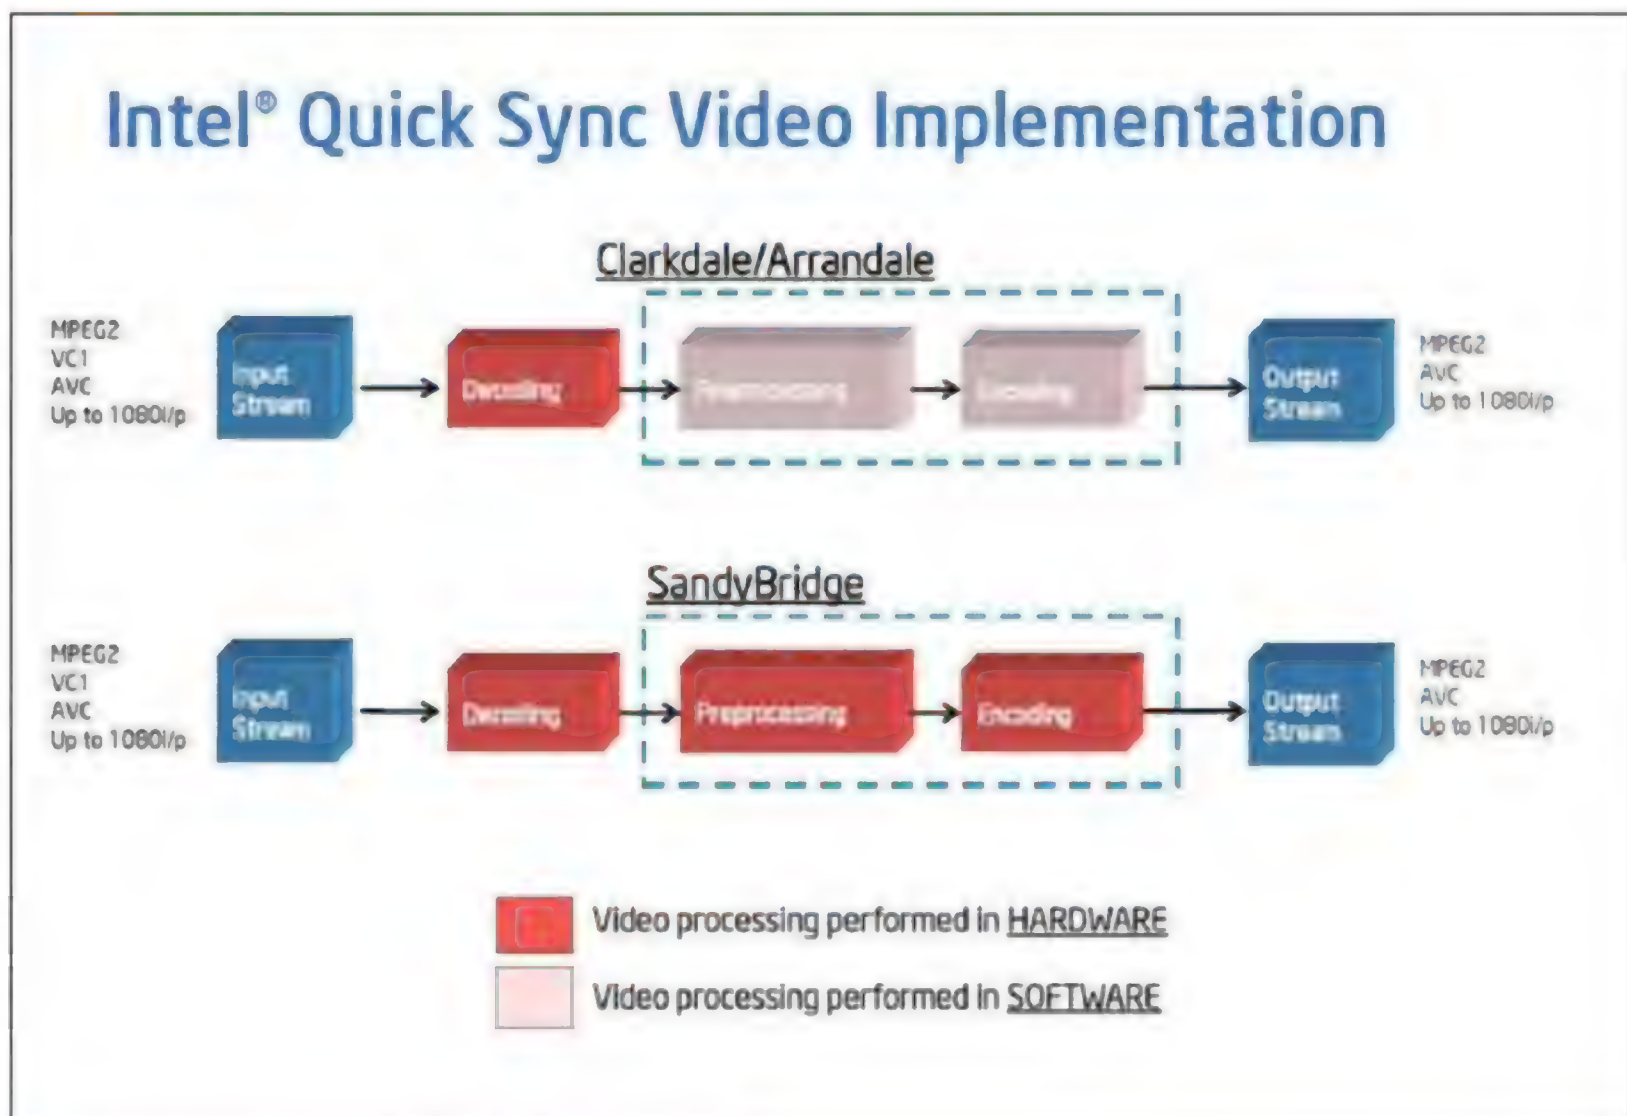 Intel® Quick Sync Video Implementation
Clarkdale/Arrandale
MPEG2
VC1
AVC
Up to 1080i/p
Input
Stream
Decoding
Preprocessing
Encoding
Output
Stream
MPEG2
AVC
Up to 1080i/p
SandyBridge
MPEG2
VC1
AVC
Up to 1080i/p
Input
Stream
Decoding
Preprocessing
Encoding
Output
Stream
MPEG2
AVC
Up to 1080i/p
Video processing performed in HARDWARE
Video processing performed in SOFTWARE